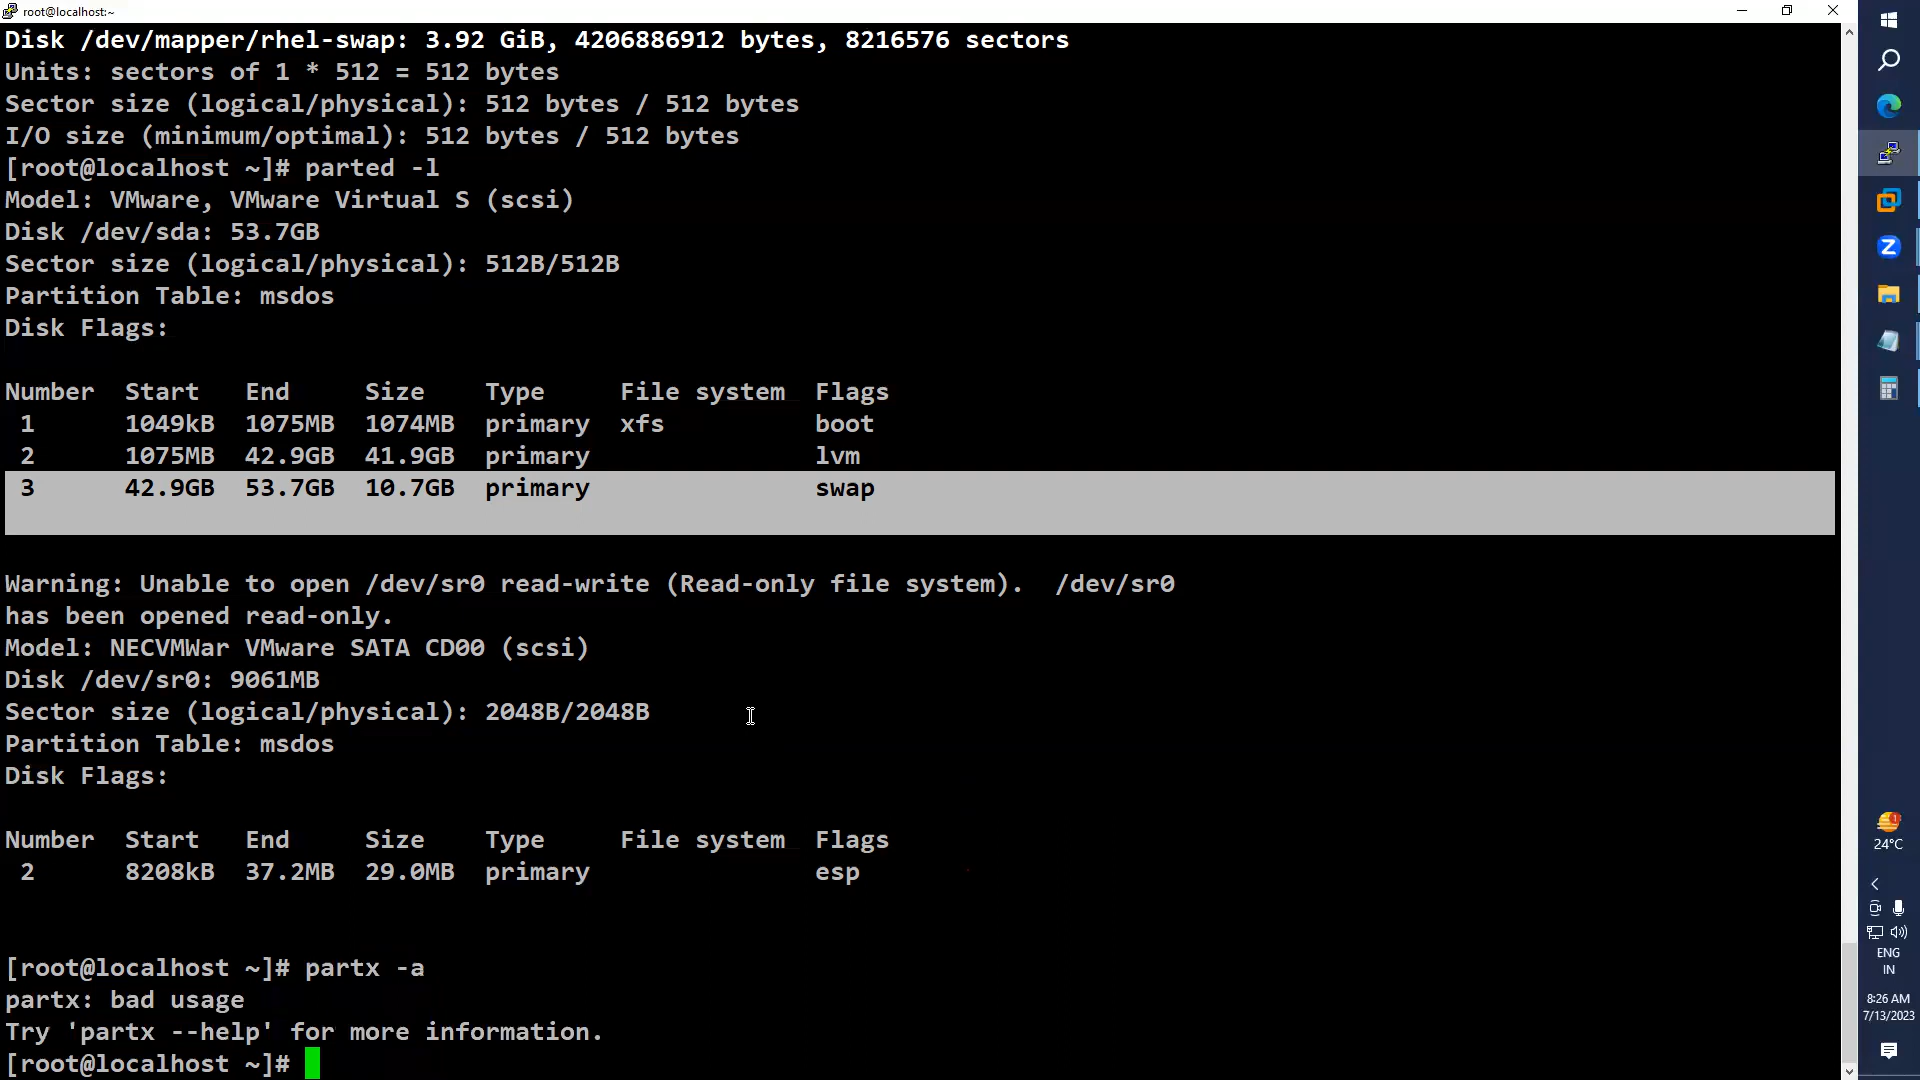 root@localhost:~
Disk /dev/mapper/rhel-swap: 3.92 GiB, 4206886912 bytes, 8216576 sectors
Units: sectors of 1 * 512 = 512 bytes
Sector size (logical/physical): 512 bytes / 512 bytes
I/O size (minimum/optimal): 512 bytes / 512 bytes
[root@localhost ~]# parted -l
Model: VMware, VMware Virtual S (scsi)
Disk /dev/sda: 53.7GB
Sector size (logical/physical): 512B/512B
Partition Table: msdos
Disk Flags:
Number  Start   End     Size    Type     File system  Flags
 1      1049kB  1075MB  1074MB  primary  xfs          boot
 2      1075MB  42.9GB  41.9GB  primary               lvm
 3      42.9GB  53.7GB  10.7GB  primary               swap
Warning: Unable to open /dev/sr0 read-write (Read-only file system).  /dev/sr0
has been opened read-only.
Model: NECVMWar VMware SATA CD00 (scsi)
Disk /dev/sr0: 9061MB
Sector size (logical/physical): 2048B/2048B
Partition Table: msdos
Disk Flags:
Number  Start   End     Size    Type     File system  Flags
 2      8208kB  37.2MB  29.0MB  primary               esp
[root@localhost ~]# partx -a
partx: bad usage
Try 'partx --help' for more information.
[root@localhost ~]#
Z
1
24°C
ENG
IN
8:26 AM
7/13/2023